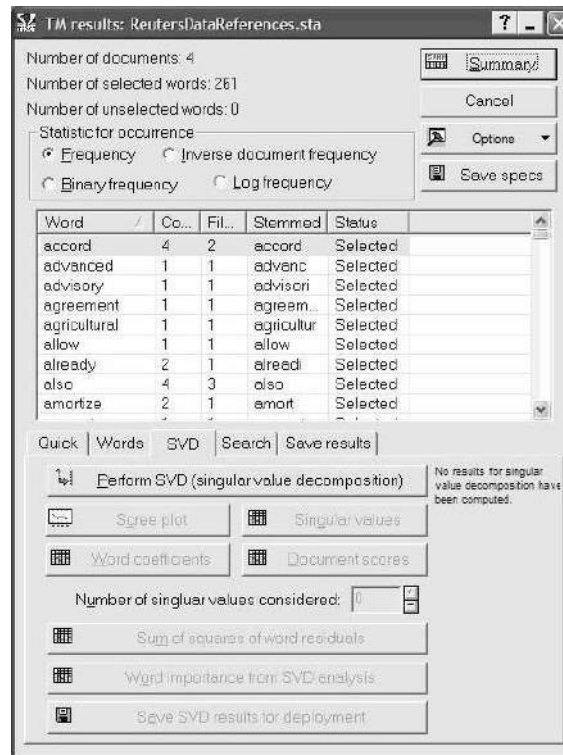 TM results: ReutersDataReferences.sta
Number of documents: 4
Number of selected words: 261
Number of unselected words: 0
Summary
Cancel
Options
Save specs
Statistic for occurrence
Frequency Inverse document frequency
Binary frequency Log frequency
Word Co... Fil... Stemmed Status
accord 4 2 accord Selected
advanced 1 1 advanc Selected
advisory 1 1 advisori Selected
agreement 1 1 agreem... Selected
agricultural 1 1 agricultur Selected
allow 1 1 allow Selected
already 2 1 alreadi Selected
also 4 3 also Selected
amortize 2 1 amort Selected
Quick Words SVD Search Save results
Perform SVD (singular value decomposition)
No results for singular
value decomposition have
been computed.
Scree plot Singular values
Word coefficients Document scores
Number of singluar values considered: 0
Sum of squares of word residuals
Word importance from SVD analysis
Save SVD results for deployment